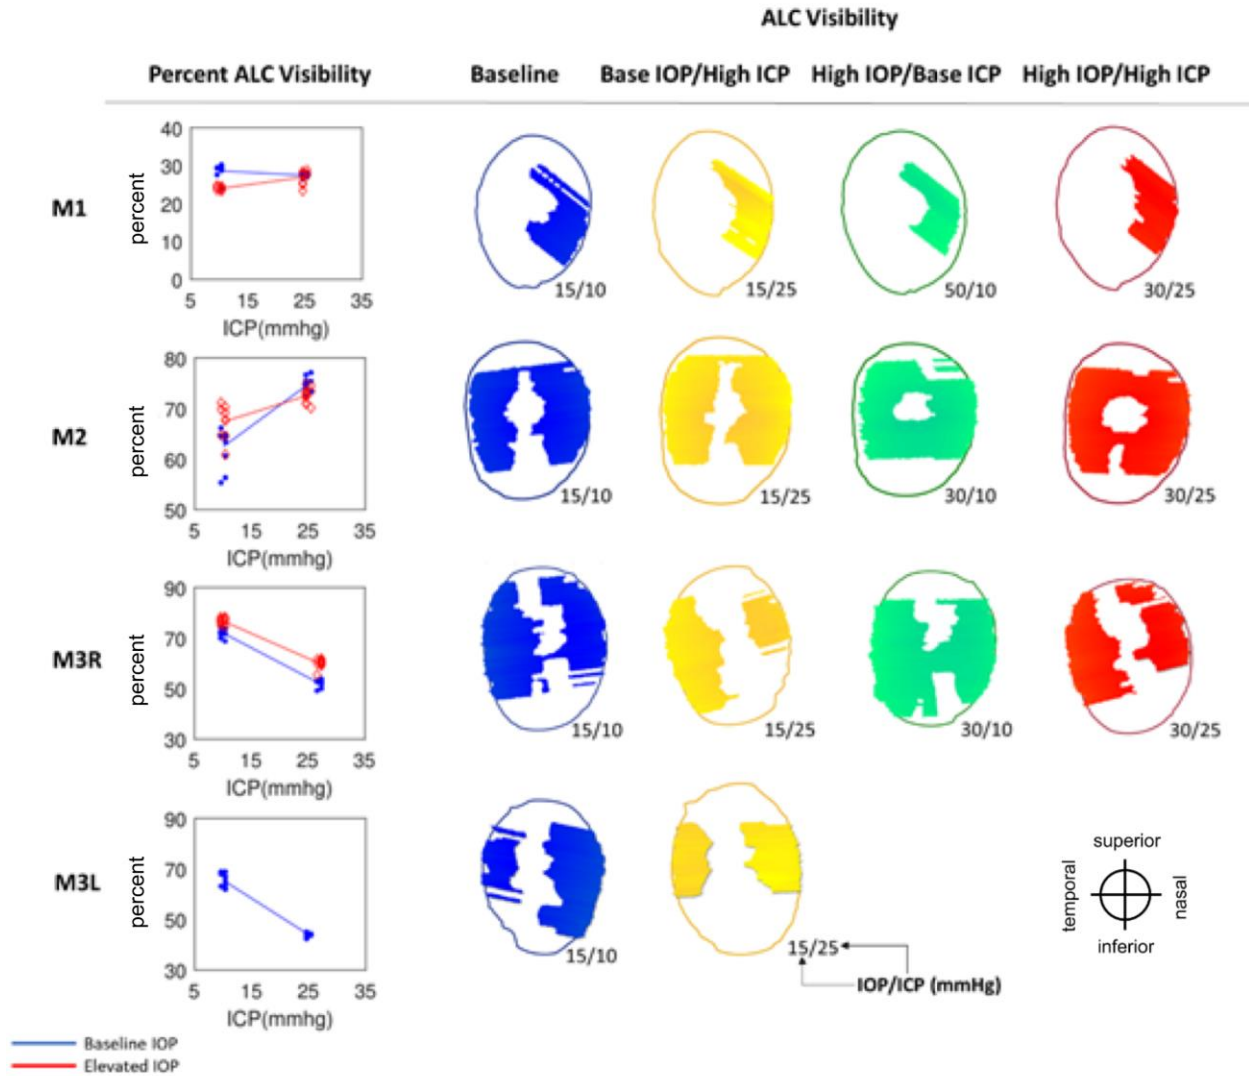 ALC Visibility
Percent ALC Visibility Baseline Base IOP/High ICP High IOP/Base ICP High IOP/High ICP
M1
percent
40
30
20
10
0
5 15 25 35
ICP(mmhg)
15/10 15/25 50/10 30/25
M2
percent
80
70
60
50
5 15 25 35
ICP(mmhg)
15/10 15/25 30/10 30/25
M3R
percent
90
70
50
30
5 15 25 35
ICP(mmhg)
15/10 15/25 30/10 30/25
M3L
percent
90
70
50
30
5 15 25 35
ICP(mmhg)
15/10 15/25
IOP/ICP (mmHg)
superior
temporal nasal
inferior
Baseline IOP
Elevated IOP